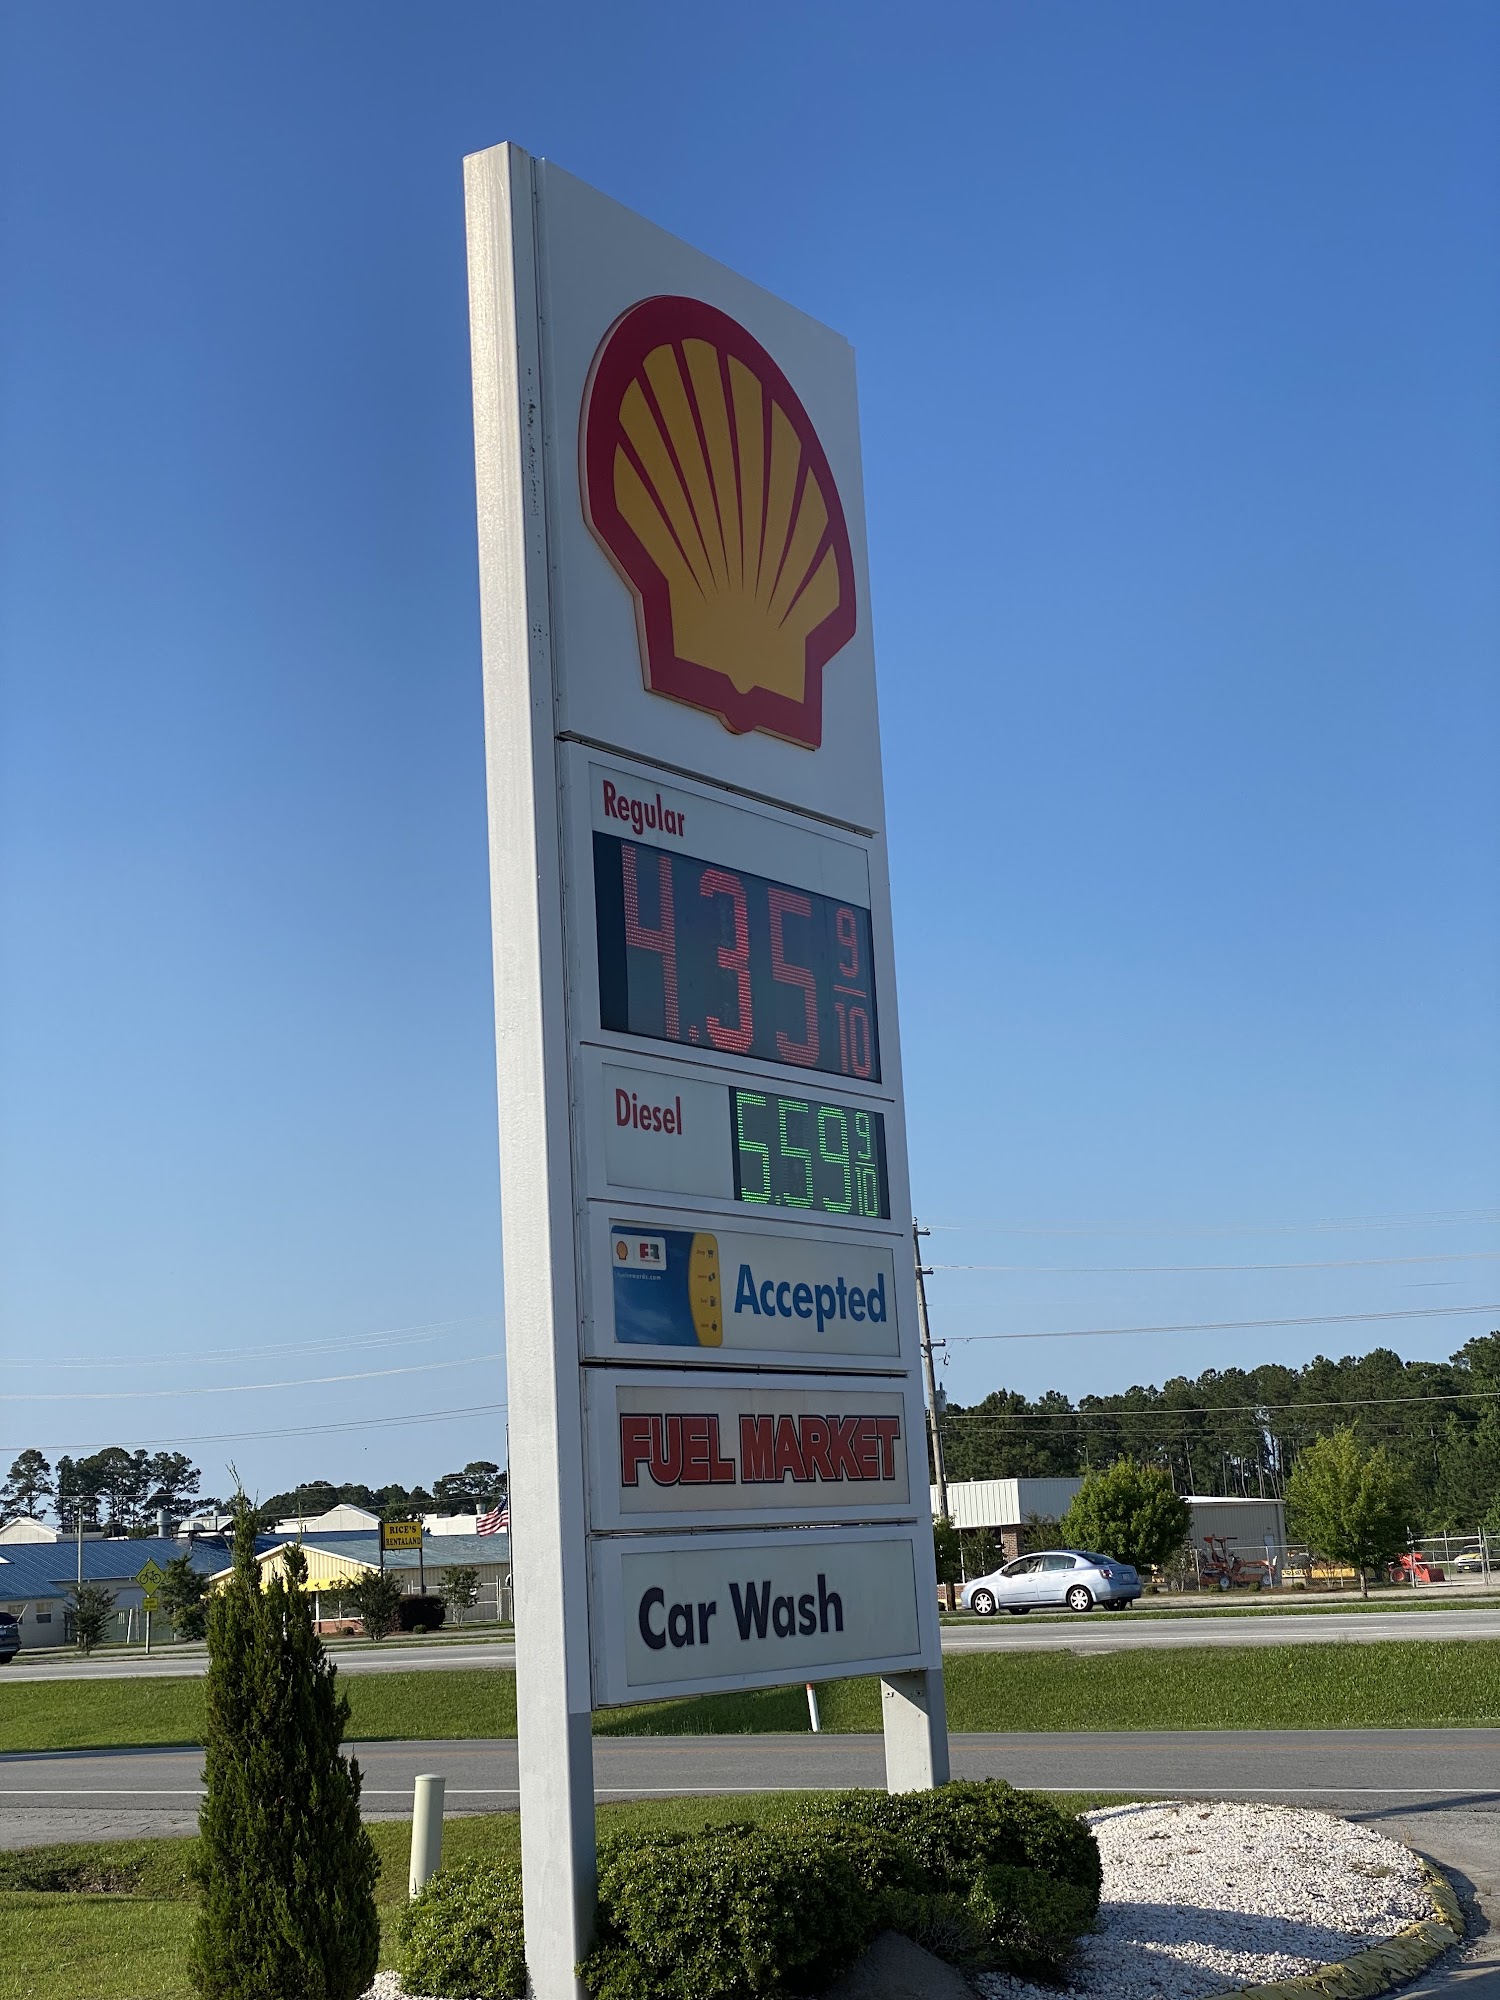 Regular
4.35 9/10
Diesel
5.59 9/10
Accepted
FUEL MARKET
Car Wash
RICE'S
RENTALAND